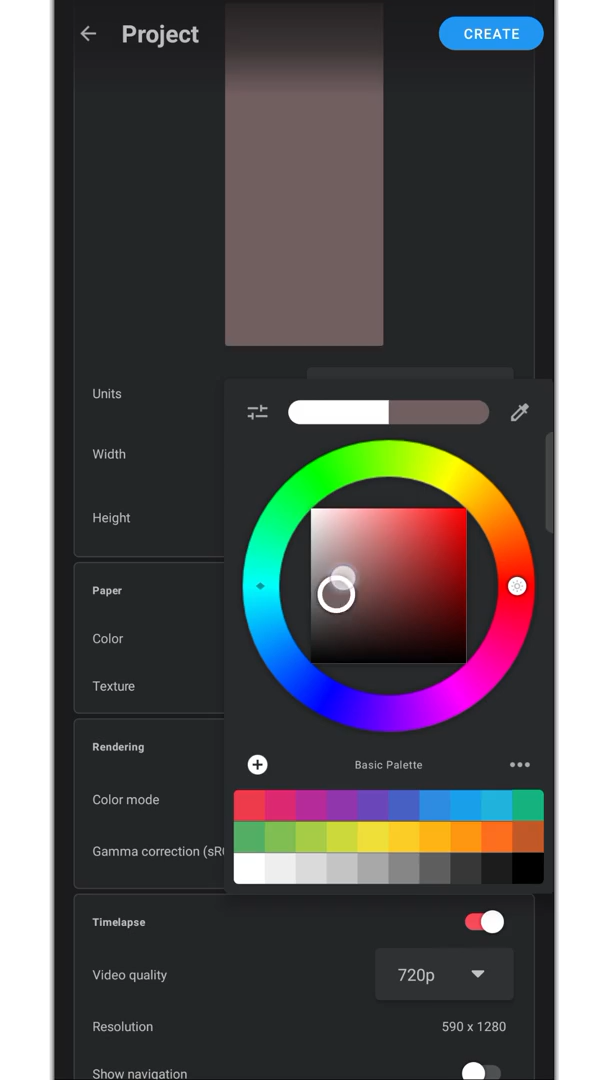 Project
CREATE
Units
Width
Height
Paper
Color
Texture
Basic Palette
Rendering
Color mode
Gamma correction (sR
Timelapse
Video quality
720p
Resolution
590 x 1280
Show navigation